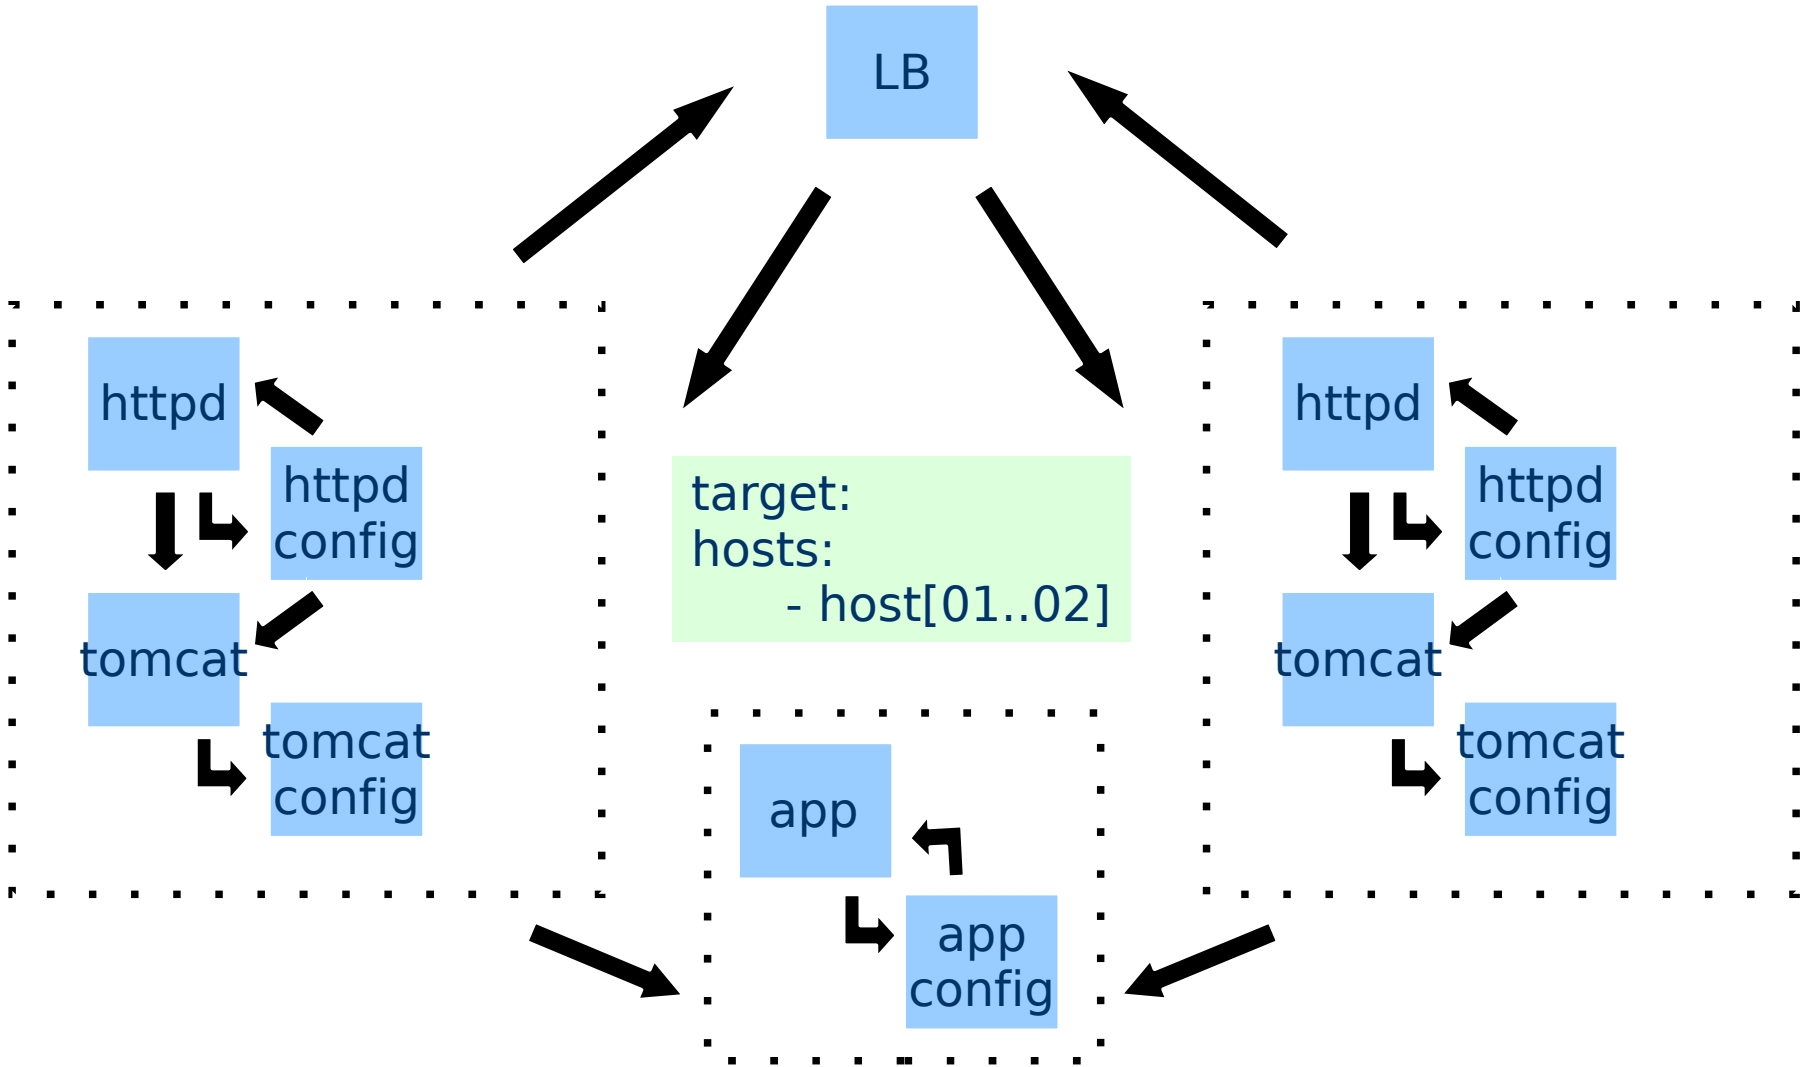 LB
httpd
httpd
config
tomcat
tomcat
config
target:
hosts:
- host[01..02]
app
app
config
httpd
httpd
config
tomcat
tomcat
config